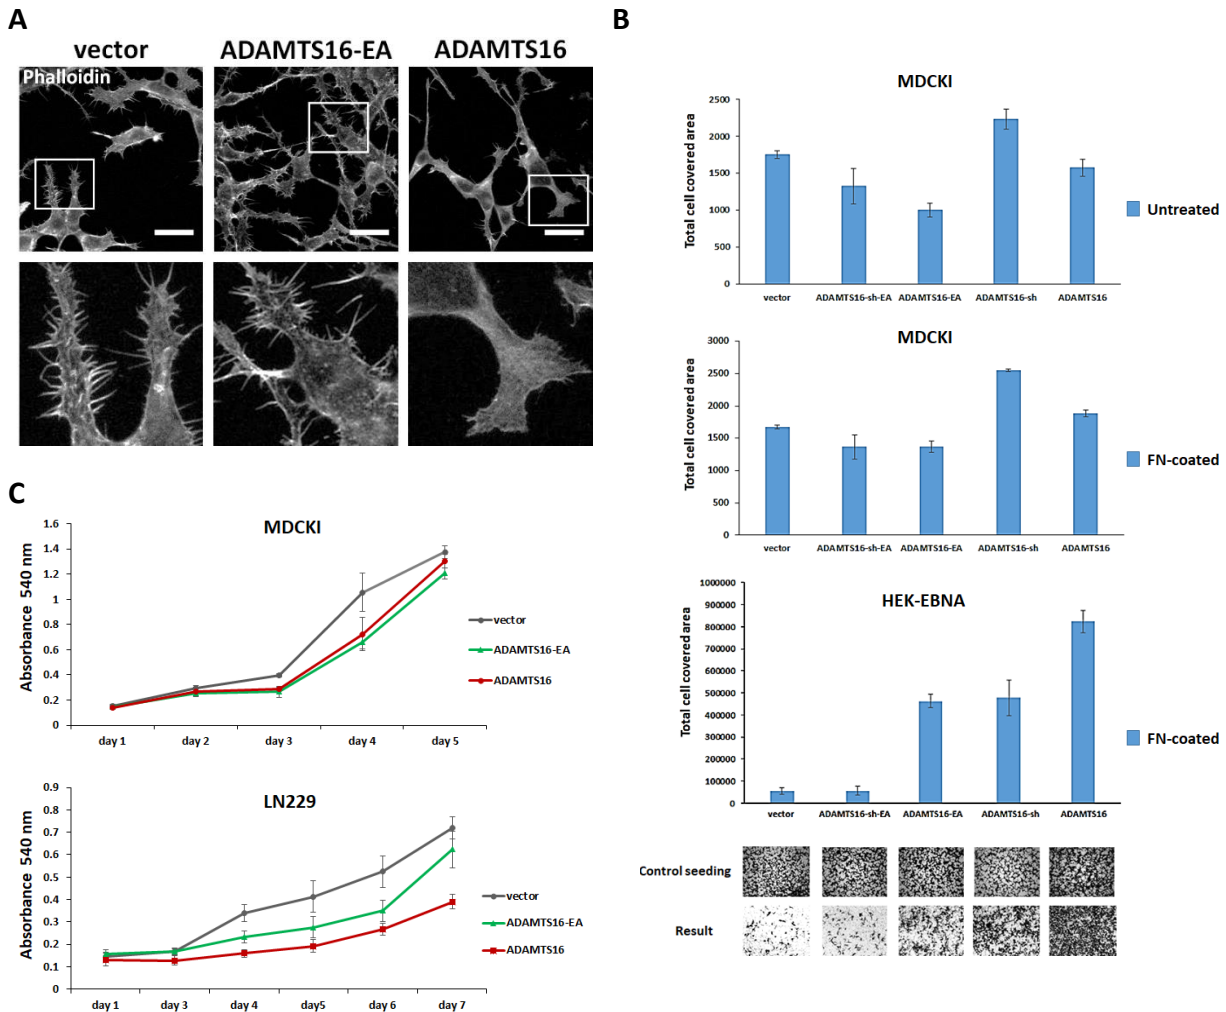 A
vector
ADAMTS16-EA
ADAMTS16
Phalloidin
B
MDCKI
Total cell covered area
2500
2000
1500
1000
500
0
vector
ADAMTS16-sh-EA
ADAMTS16-EA
ADAMTS16-sh
ADAMTS16
Untreated
MDCKI
Total cell covered area
3000
2500
2000
1500
1000
500
0
vector
ADAMTS16-sh-EA
ADAMTS16-EA
ADAMTS16-sh
ADAMTS16
FN-coated
HEK-EBNA
Total cell covered area
1000000
900000
800000
700000
600000
500000
400000
300000
200000
100000
0
vector
ADAMTS16-sh-EA
ADAMTS16-EA
ADAMTS16-sh
ADAMTS16
FN-coated
Control seeding
Result
C
MDCKI
Absorbance 540 nm
1.6
1.4
1.2
1
0.8
0.6
0.4
0.2
0
day 1
day 2
day 3
day 4
day 5
vector
ADAMTS16-EA
ADAMTS16
LN229
Absorbance 540 nm
0.9
0.8
0.7
0.6
0.5
0.4
0.3
0.2
0.1
0
day 1
day 3
day 4
day5
day 6
day 7
vector
ADAMTS16-EA
ADAMTS16